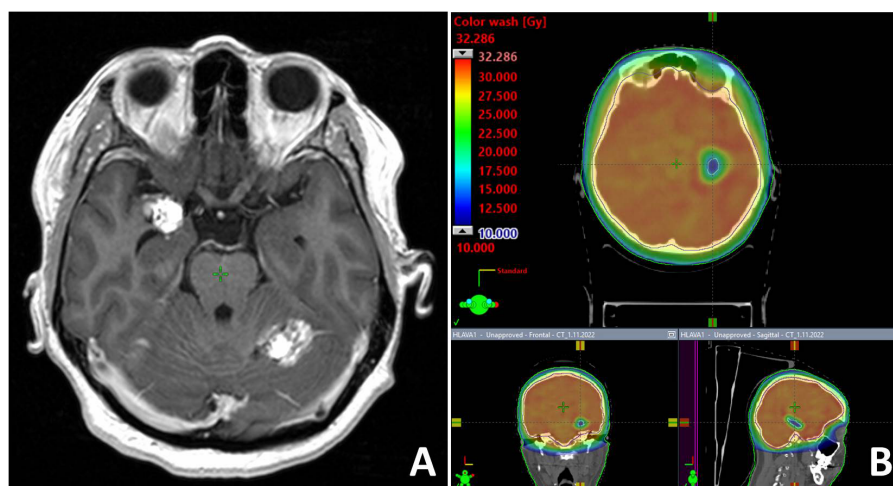 A
Color wash [Gy]
32.286
32.286
30.000
27.500
25.000
22.500
20.000
17.500
15.000
12.500
10.000
10.000
Standard
HLAVA1 - Unapproved - Frontal - CT_1.11.2022
HLAVA1 - Unapproved - Sagittal - CT_1.11.2022
B